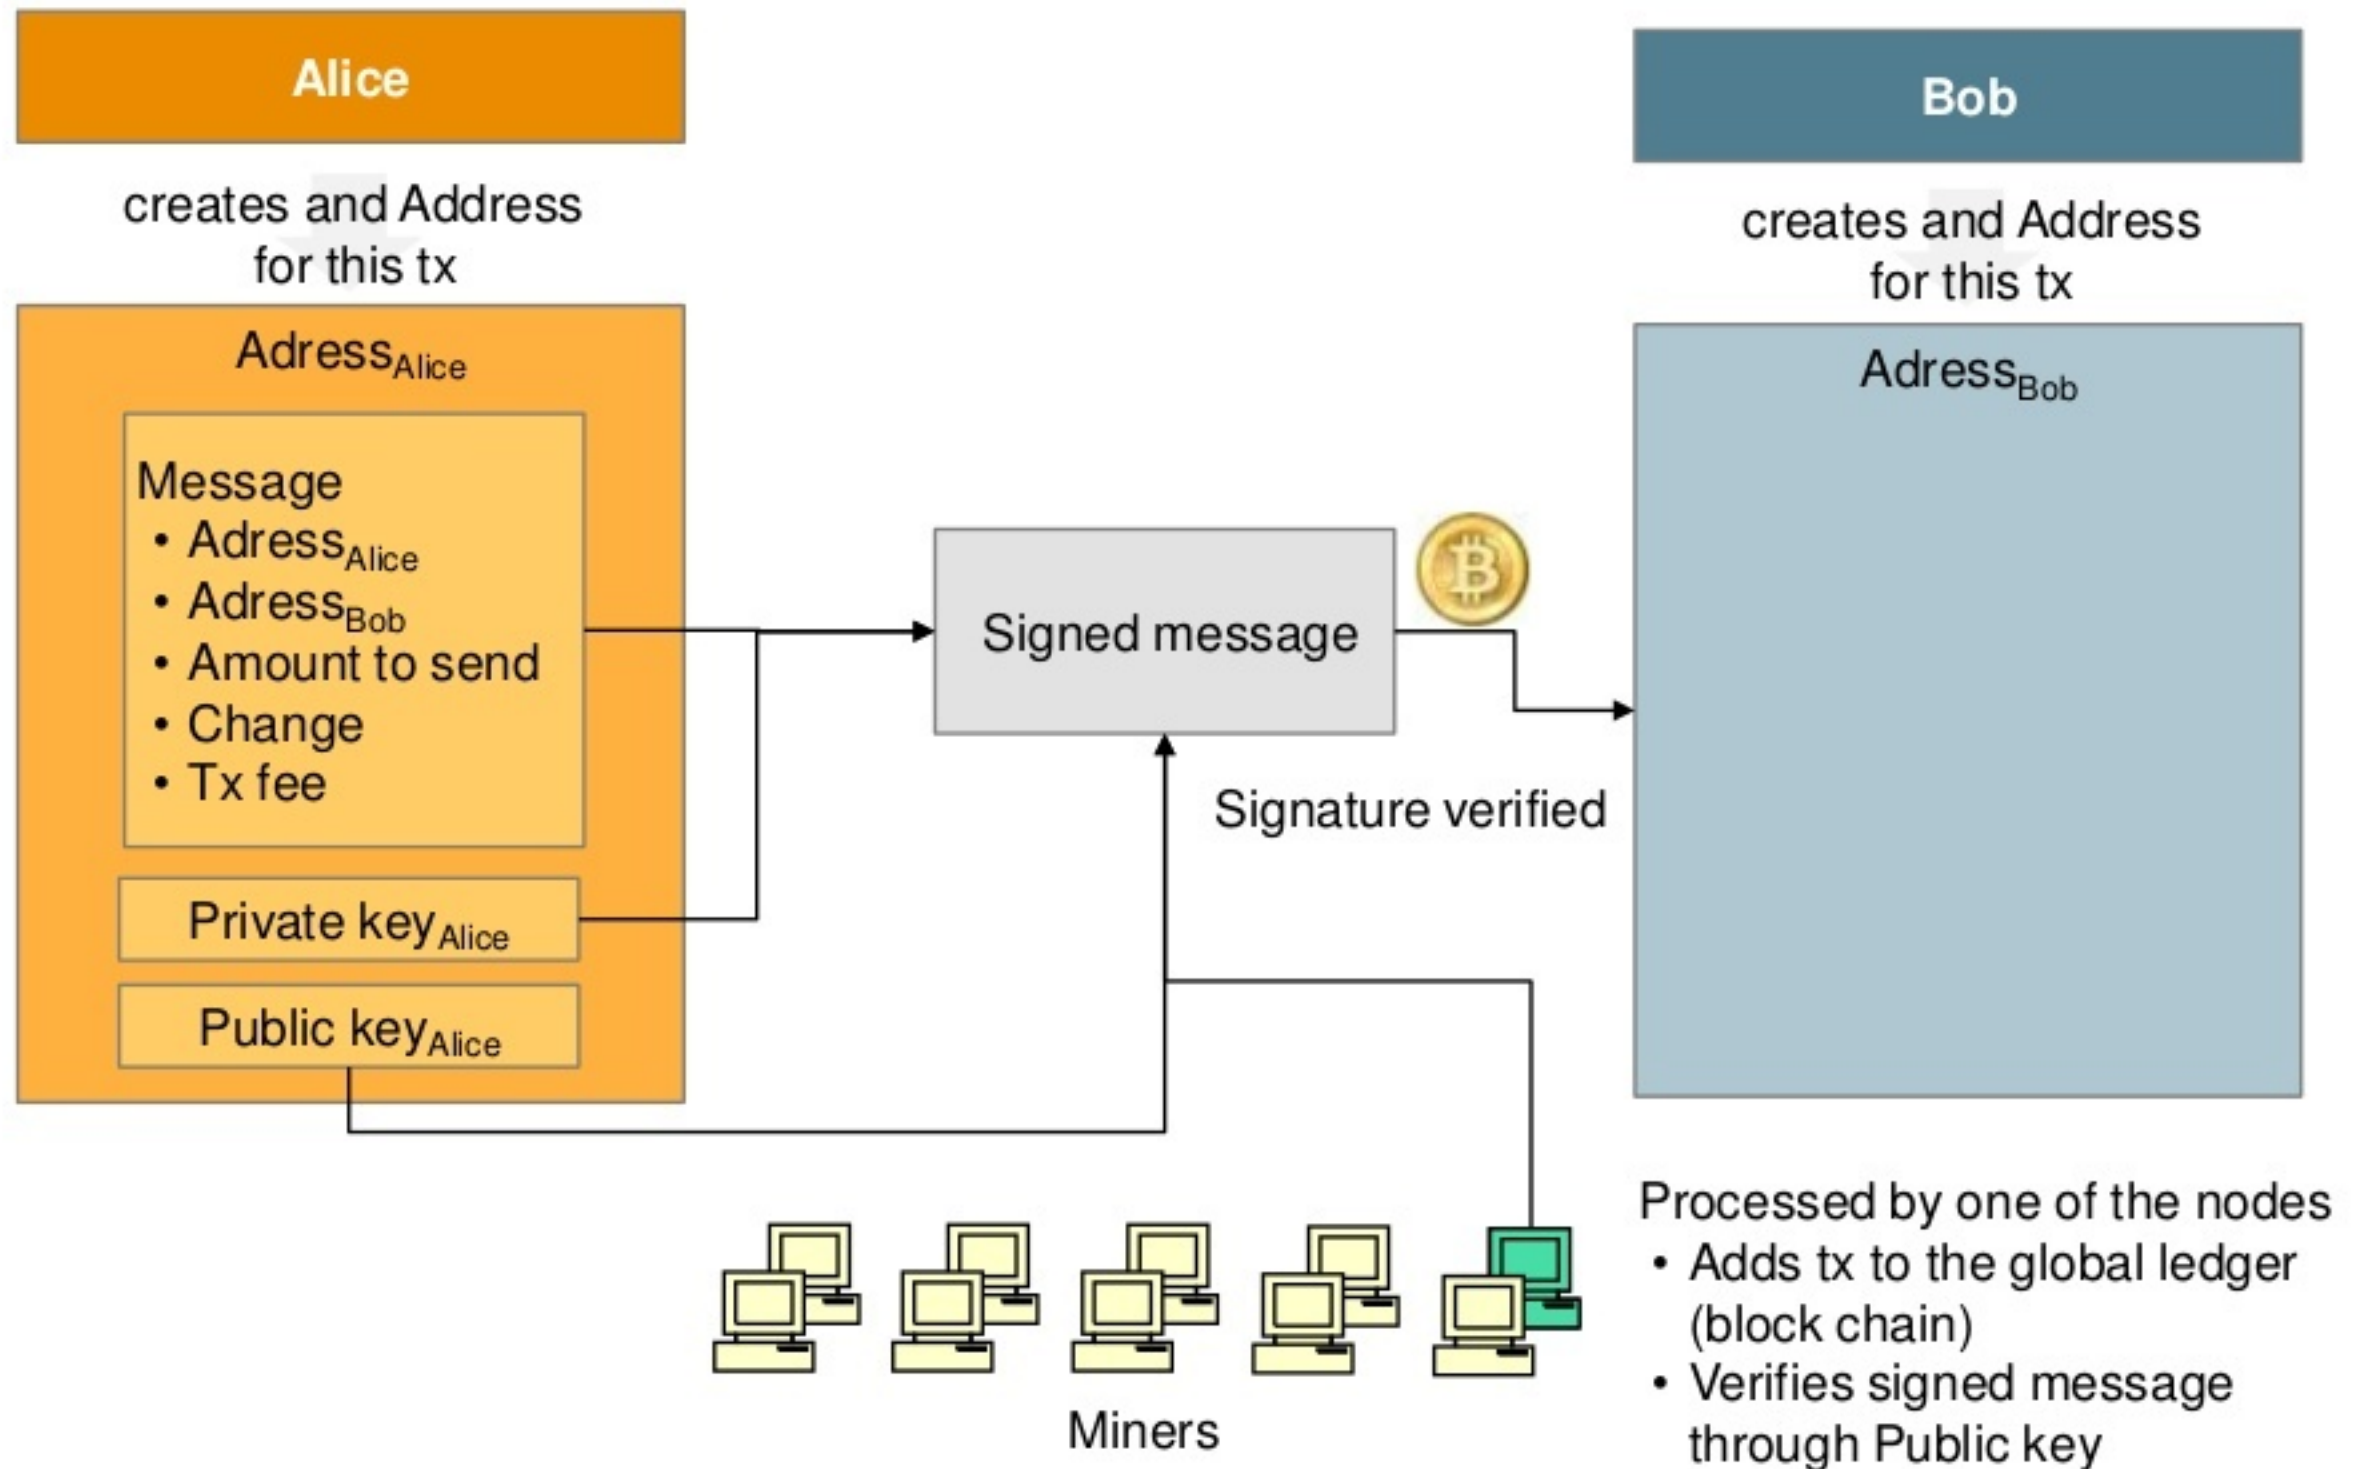 Alice
creates and Address
for this tx
AdressAlice
Message
• AdressAlice
• AdressBob
• Amount to send
• Change
• Tx fee
Private keyAlice
Public keyAlice
Signed message
Signature verified
Miners
Bob
creates and Address
for this tx
AdressBob
Processed by one of the nodes
• Adds tx to the global ledger
(block chain)
• Verifies signed message
through Public key